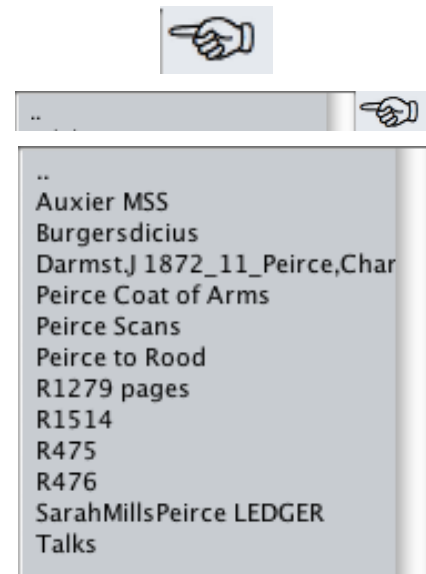 ..
..
Auxier MSS
Burgersdicius
Darmst.J 1872_11_Peirce,Char
Peirce Coat of Arms
Peirce Scans
Peirce to Rood
R1279 pages
R1514
R475
R476
SarahMillsPeirce LEDGER
Talks